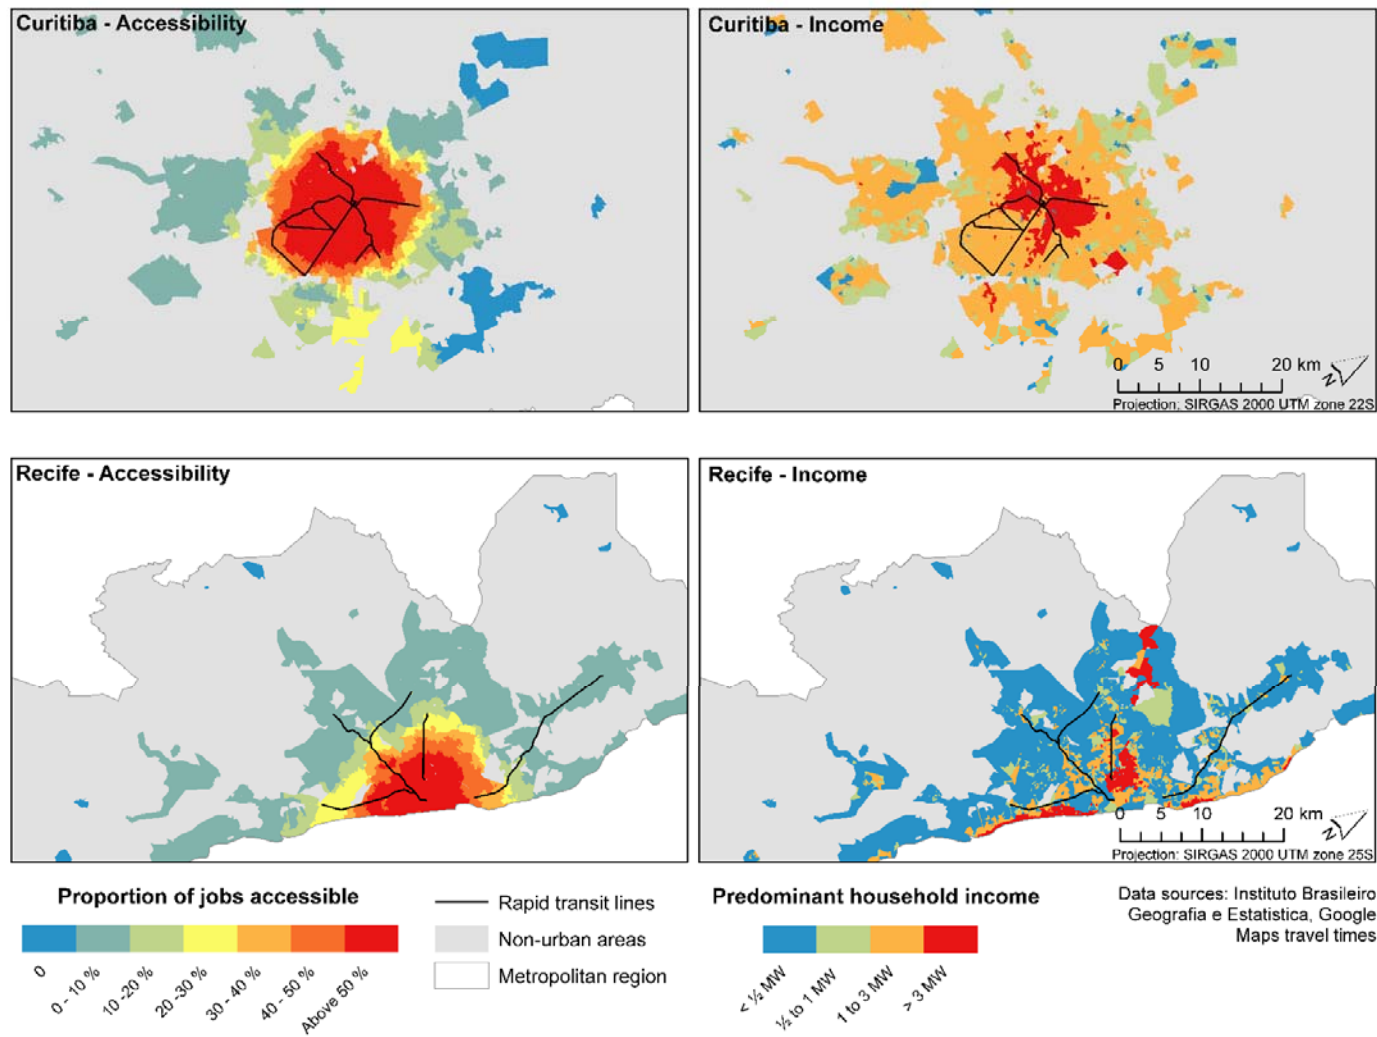 Curitiba - Accessibility
Curitiba - Income
0 5 10 20 km
N
Projection: SIRGAS 2000 UTM zone 22S
Recife - Accessibility
Recife - Income
0 5 10 20 km
N
Projection: SIRGAS 2000 UTM zone 25S
Proportion of jobs accessible
0
0 - 10 %
10 -20 %
20 -30 %
30 - 40 %
40 - 50 %
Above 50 %
Rapid transit lines
Non-urban areas
Metropolitan region
Predominant household income
< ½ MW
½ to 1 MW
1 to 3 MW
> 3 MW
Data sources: Instituto Brasileiro
Geografia e Estatistica, Google
Maps travel times